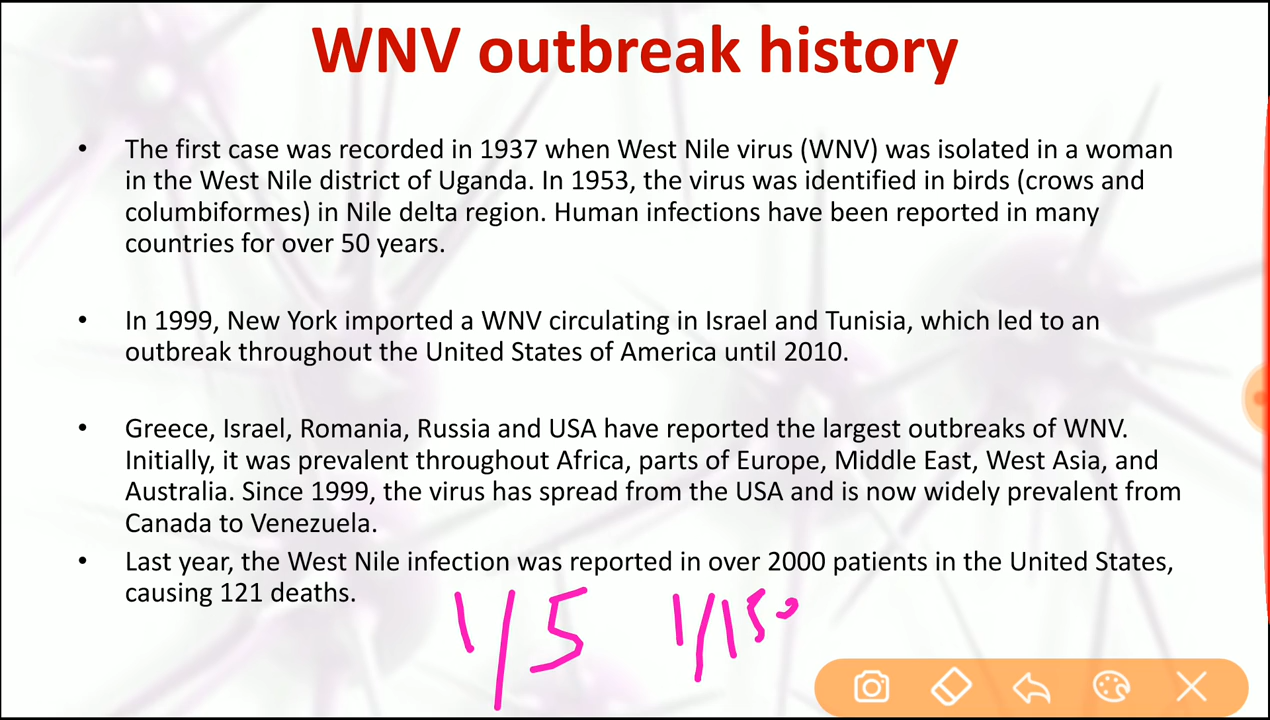 WNV outbreak history
• The first case was recorded in 1937 when West Nile virus (WNV) was isolated in a woman
in the West Nile district of Uganda. In 1953, the virus was identified in birds (crows and
columbiformes) in Nile delta region. Human infections have been reported in many
countries for over 50 years.
• In 1999, New York imported a WNV circulating in Israel and Tunisia, which led to an
outbreak throughout the United States of America until 2010.
• Greece, Israel, Romania, Russia and USA have reported the largest outbreaks of WNV.
Initially, it was prevalent throughout Africa, parts of Europe, Middle East, West Asia, and
Australia. Since 1999, the virus has spread from the USA and is now widely prevalent from
Canada to Venezuela.
• Last year, the West Nile infection was reported in over 2000 patients in the United States,
causing 121 deaths.
1/5 1/150